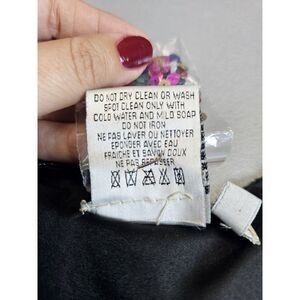 DO NOT DRY CLEAN OR WASH
SPOT CLEAN ONLY WITH
COLD WATER AND MILD SOAP
DO NOT IRON
NE PAS LAVER OU NETTOYER
EPONDER AVEC EAU
FRAICHE ET SAVON DOUX
NE PAS REPASSER